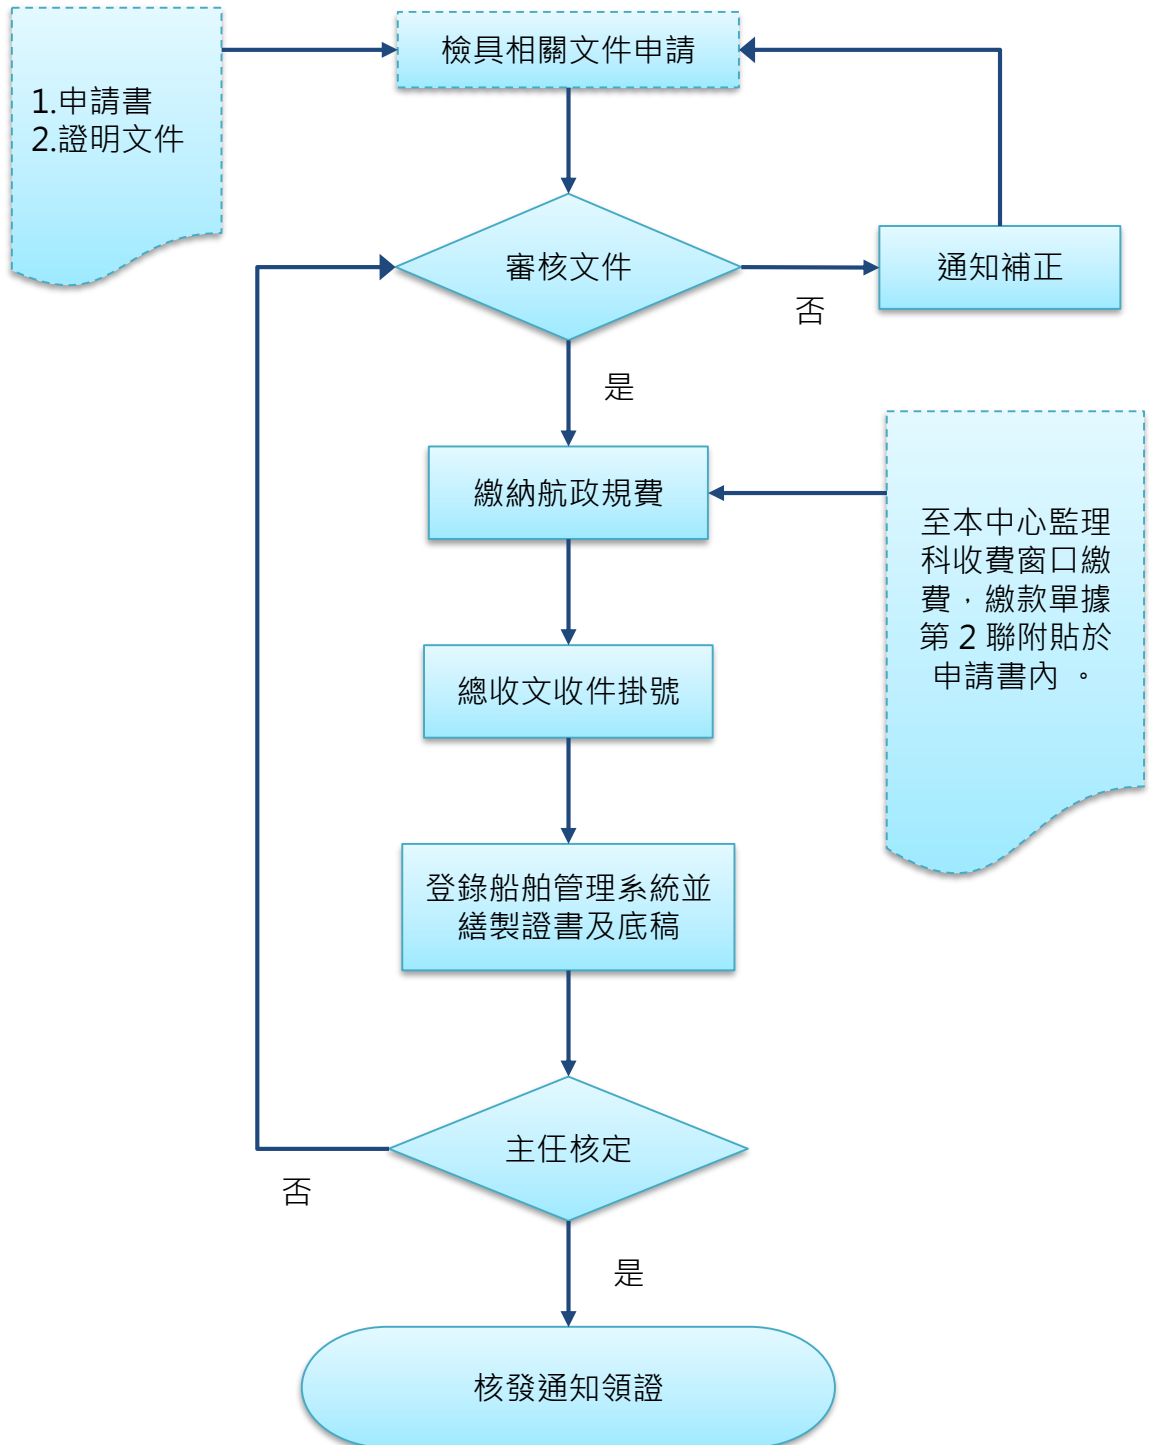 檢具相關文件申請
1.申請書
2.證明文件
審核文件
通知補正
否
是
繳納航政規費
至本中心監理
科收費窗口繳
費，繳款單據
第 2 聯附貼於
申請書內 。
總收文收件掛號
登錄船舶管理系統並
繕製證書及底稿
主任核定
否
是
核發通知領證